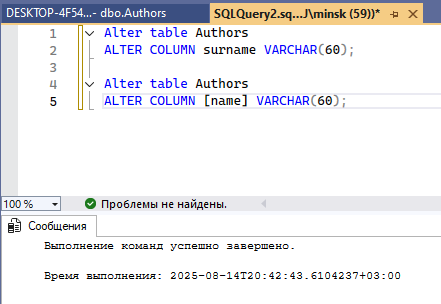 DESKTOP-4F54...- dbo.Authors
SQLQuery2.sq...J\minsk (59))*
1 Alter table Authors
2 ALTER COLUMN surname VARCHAR(60);
3
4 Alter table Authors
5 ALTER COLUMN [name] VARCHAR(60);
100 %
Проблемы не найдены.
Сообщения
Выполнение команд успешно завершено.
Время выполнения: 2025-08-14T20:42:43.6104237+03:00